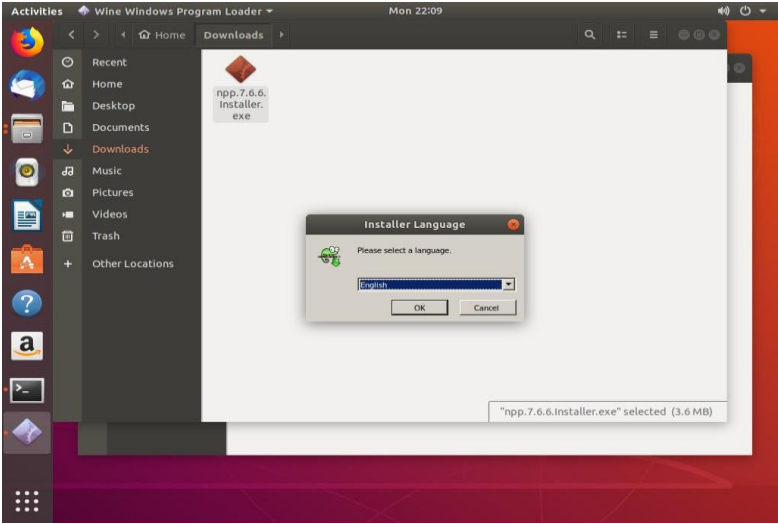 Activities Wine Windows Program Loader Mon 22:09
Home Downloads
Recent
Home
Desktop
Documents
Downloads
Music
Pictures
Videos
Trash
+ Other Locations
npp.7.6.6.
Installer.
exe
Installer Language
Please select a language.
English
OK Cancel
"npp.7.6.6.Installer.exe" selected (3.6 MB)